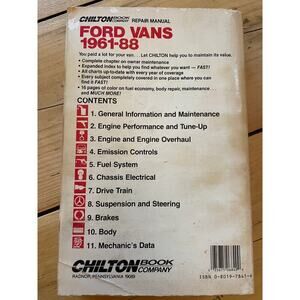 CHILTON BOOK COMPANY REPAIR MANUAL
FORD VANS
1961-88
You paid a lot for your van . . . Let CHILTON help you to maintain its value.
• Complete chapter on owner maintenance
• Expanded index to help you find whatever you want — FAST!
• All charts up-to-date with every year of coverage
• Every subject completely covered in one place where you can
find it FAST!
• 16 pages of color on fuel economy, body repair, maintenance
. . . and MUCH MORE!
CONTENTS
1. General Information and Maintenance
2. Engine Performance and Tune-Up
3. Engine and Engine Overhaul
4. Emission Controls
5. Fuel System
6. Chassis Electrical
7. Drive Train
8. Suspension and Steering
9. Brakes
10. Body
11. Mechanic's Data
CHILTON BOOK COMPANY
RADNOR, PENNSYLVANIA 19089
ISBN 0-8019-7841-4